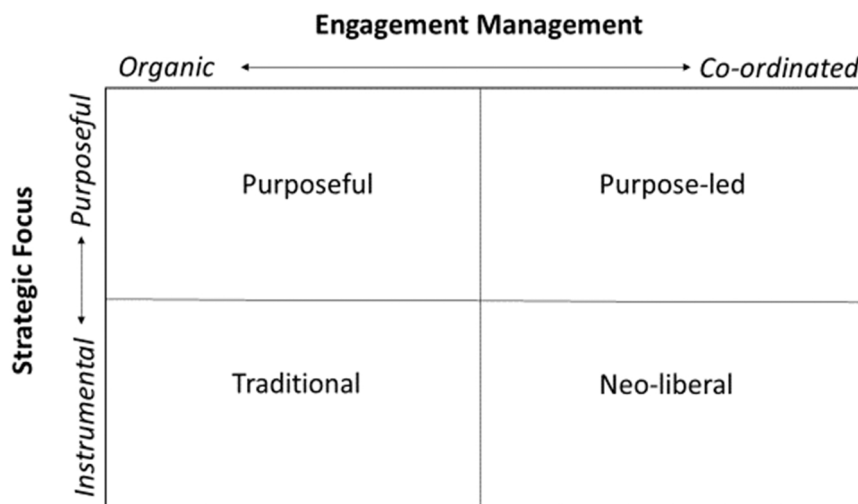 Engagement Management
Organic
Co-ordinated
Strategic Focus
Purposeful
Instrumental
Purposeful
Purpose-led
Traditional
Neo-liberal